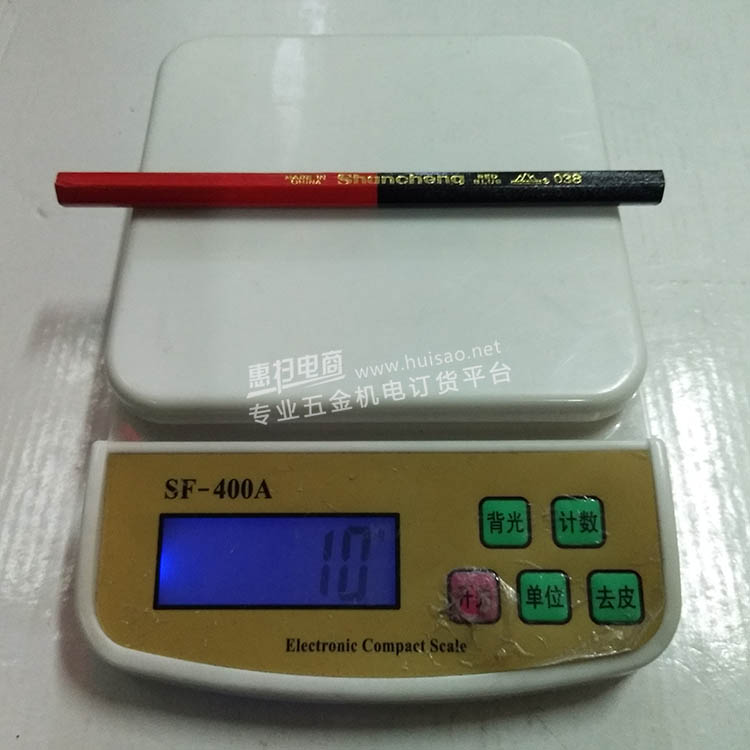 MADE IN
CHINA
Shuncheng
RED
BLUE
038
惠扫电商 www.huisao.net
专业五金机电订货平台
SF-400A
背光 计数
10
单位 去皮
Electronic Compact Scale